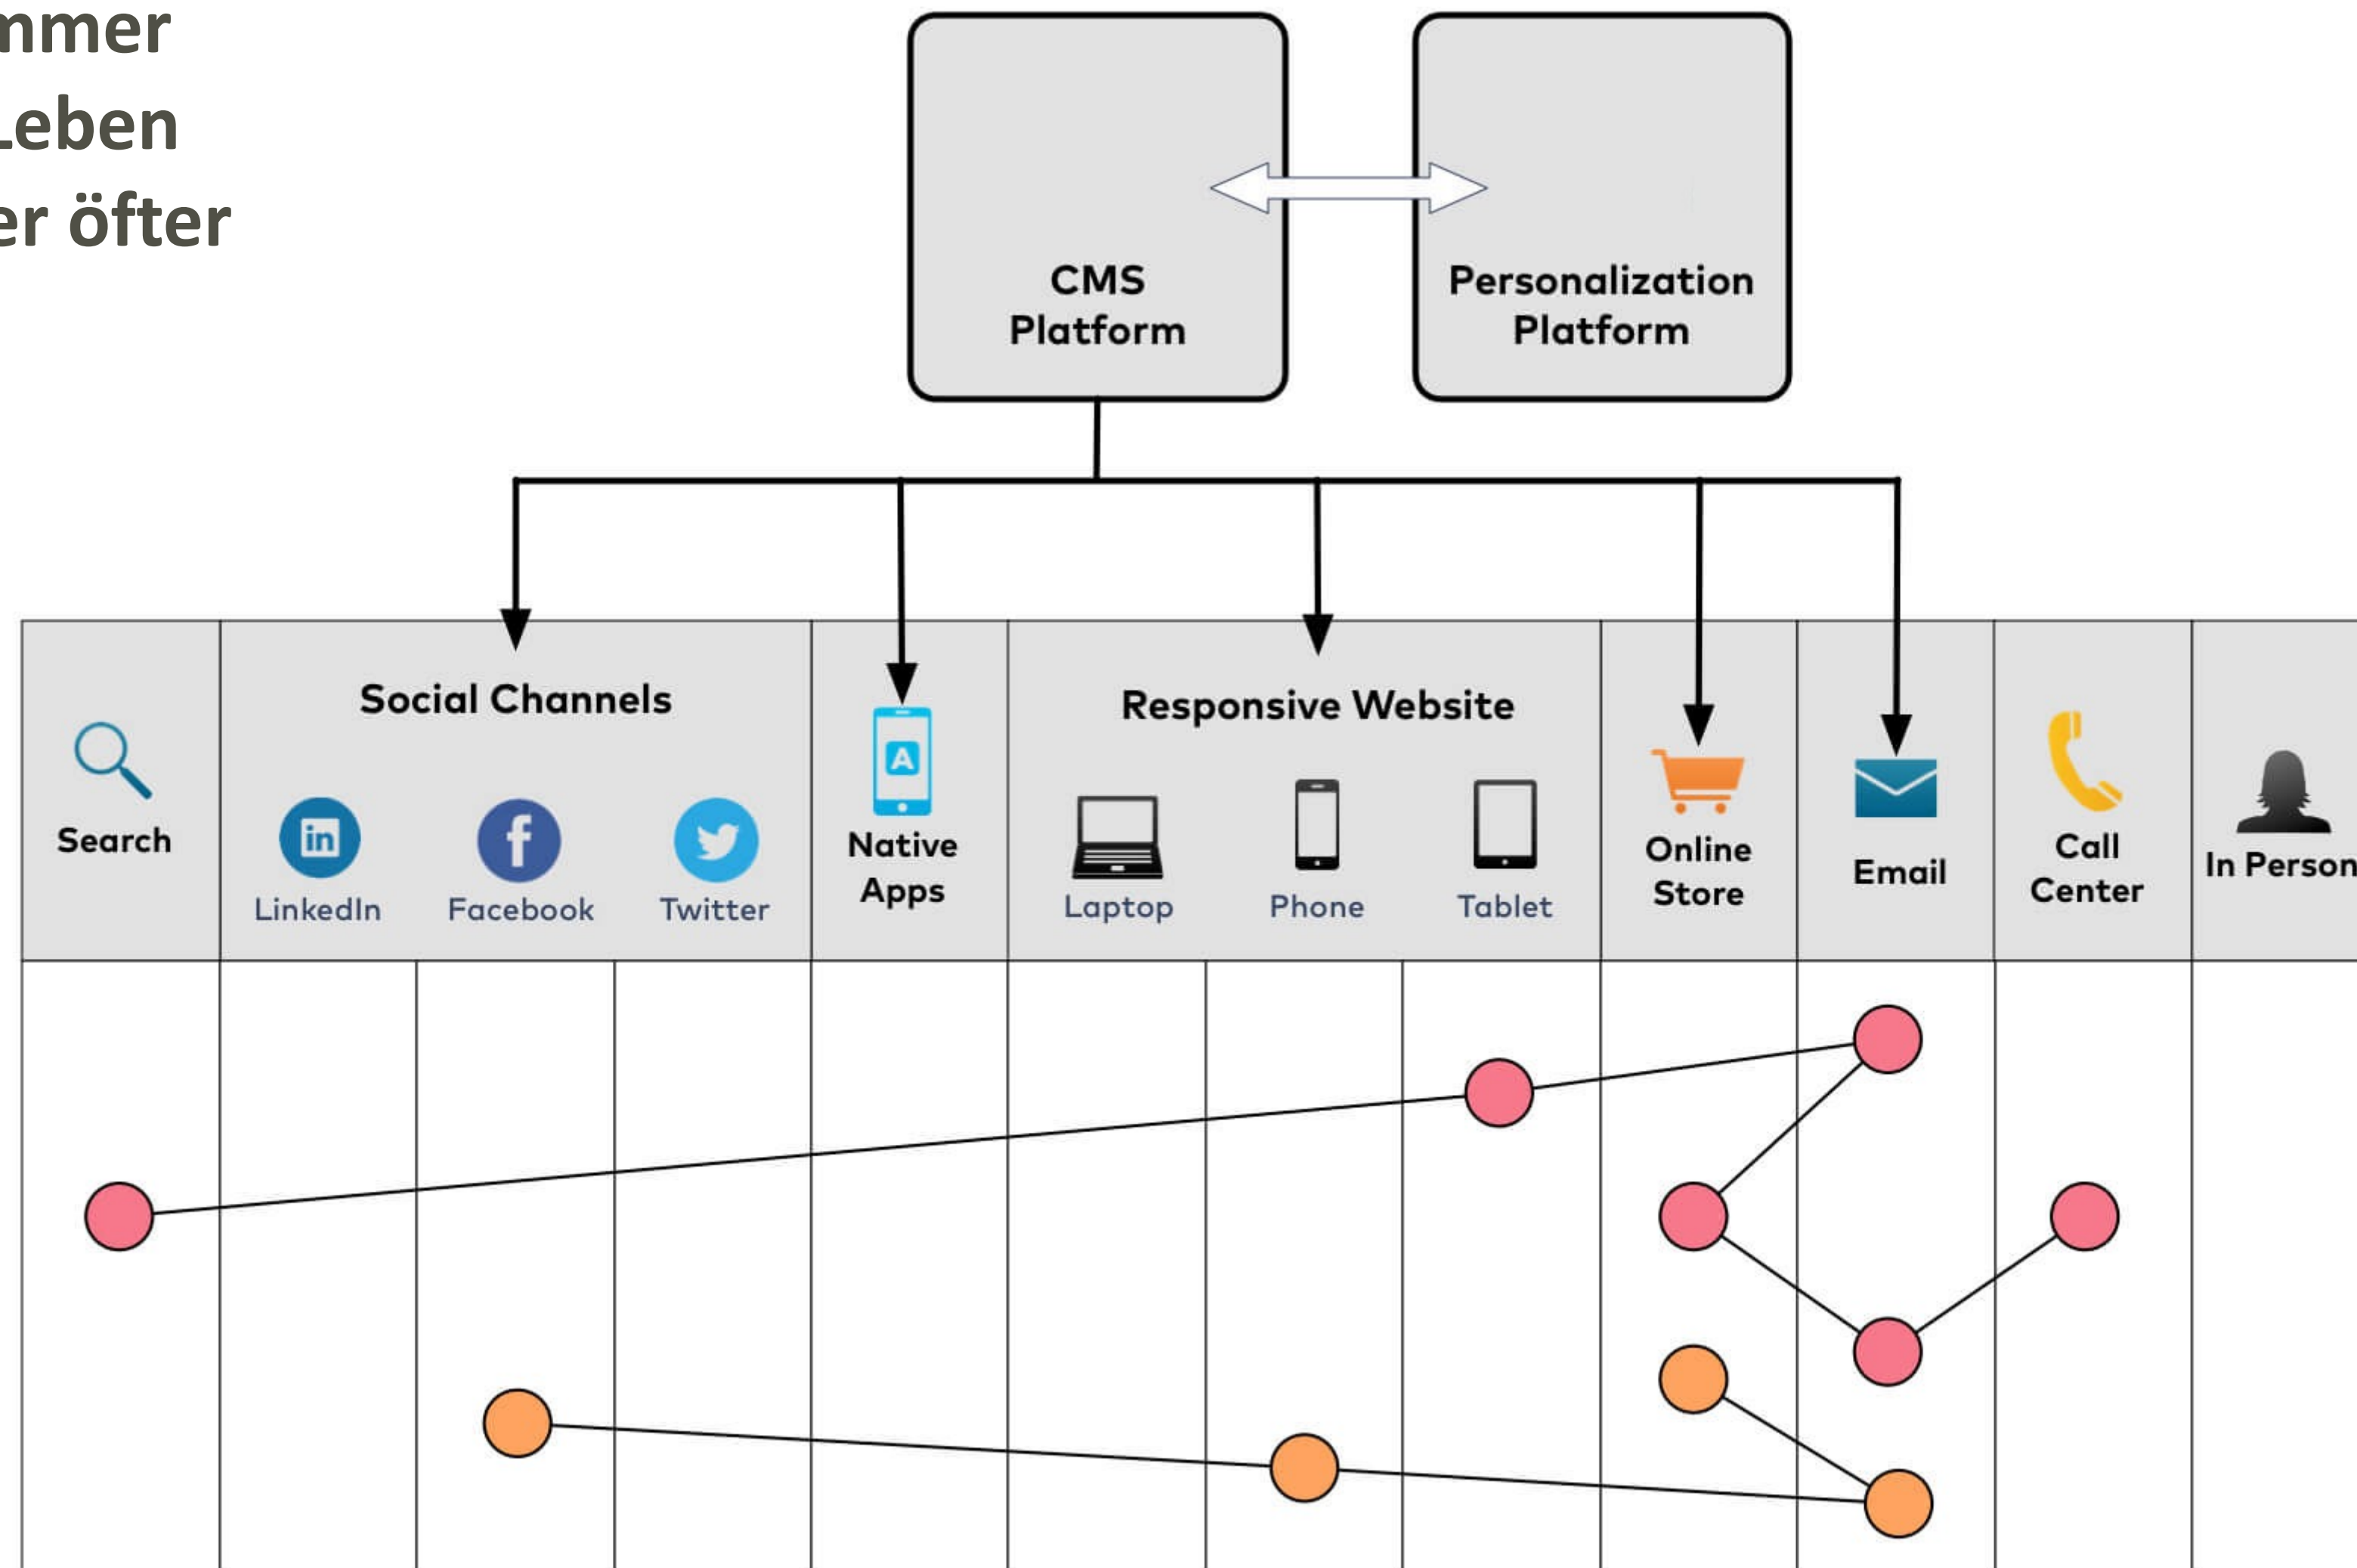 mmer
Leben
er öfter
CMS
Platform
Personalization
Platform
Search
Social Channels
LinkedIn
Facebook
Twitter
Native
Apps
Responsive Website
Laptop
Phone
Tablet
Online
Store
Email
Call
Center
In Person